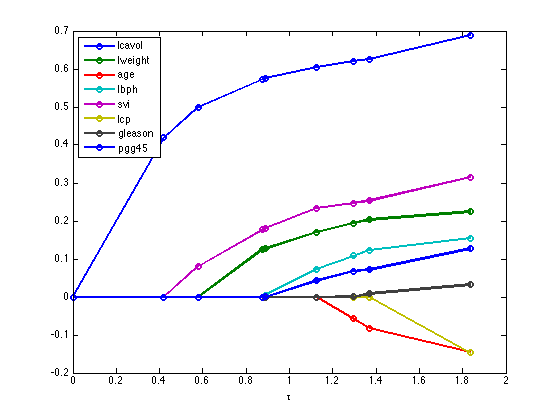 0.7
0.6
0.5
0.4
0.3
0.2
0.1
0
-0.1
-0.2
lcavol
lweight
age
lbph
svi
lcp
gleason
pgg45
0 0.2 0.4 0.6 0.8 1 1.2 1.4 1.6 1.8 2
τ